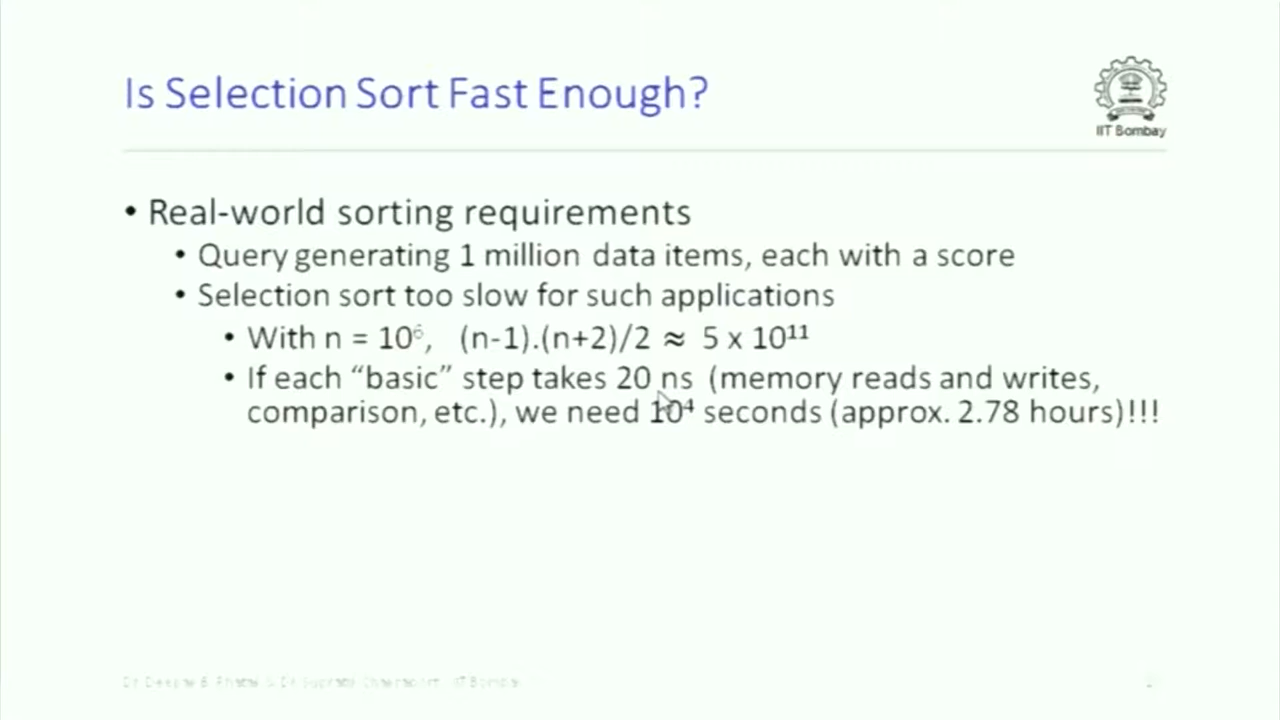 Is Selection Sort Fast Enough?
IIT Bombay
• Real-world sorting requirements
• Query generating 1 million data items, each with a score
• Selection sort too slow for such applications
• With n = 10⁶, (n-1).(n+2)/2 ≈ 5 x 10¹¹
• If each “basic” step takes 20 ns (memory reads and writes,
comparison, etc.), we need 10⁴ seconds (approx. 2.78 hours)!!!
IIT Bombay